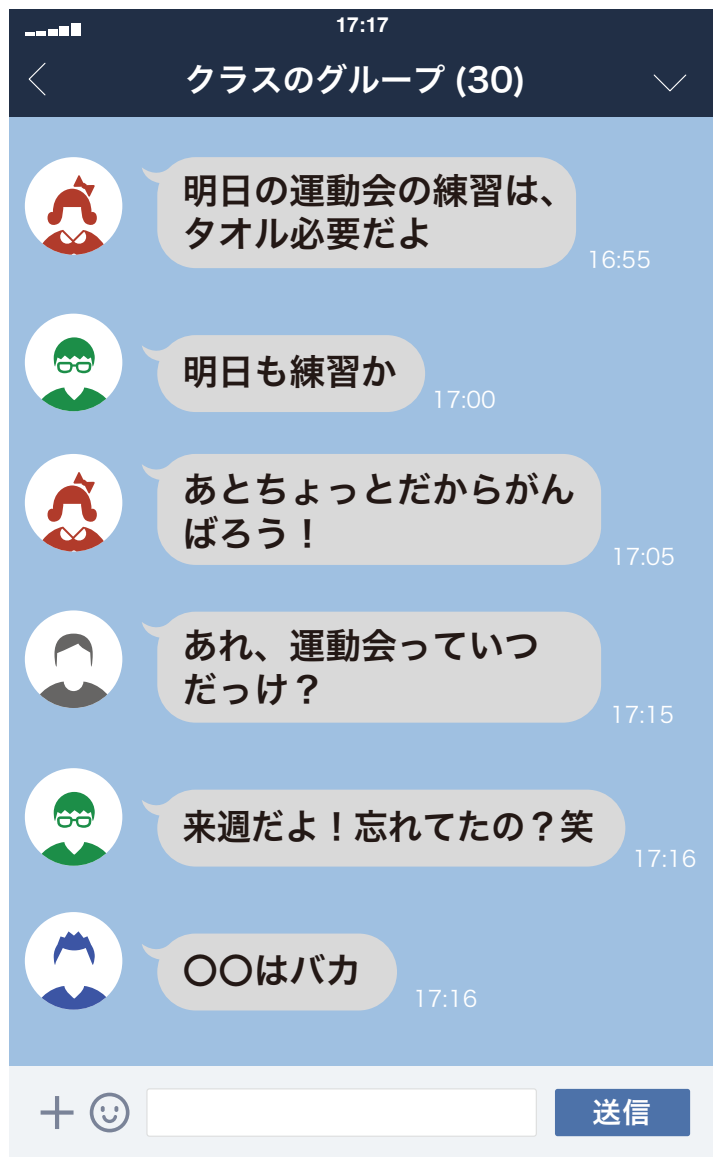 17:17
クラスのグループ (30)
明日の運動会の練習は、
タオル必要だよ
16:55
明日も練習か
17:00
あとちょっとだからがん
ばろう！
17:05
あれ、運動会っていつ
だっけ？
17:15
来週だよ！忘れてたの？笑
17:16
〇〇はバカ
17:16
送信